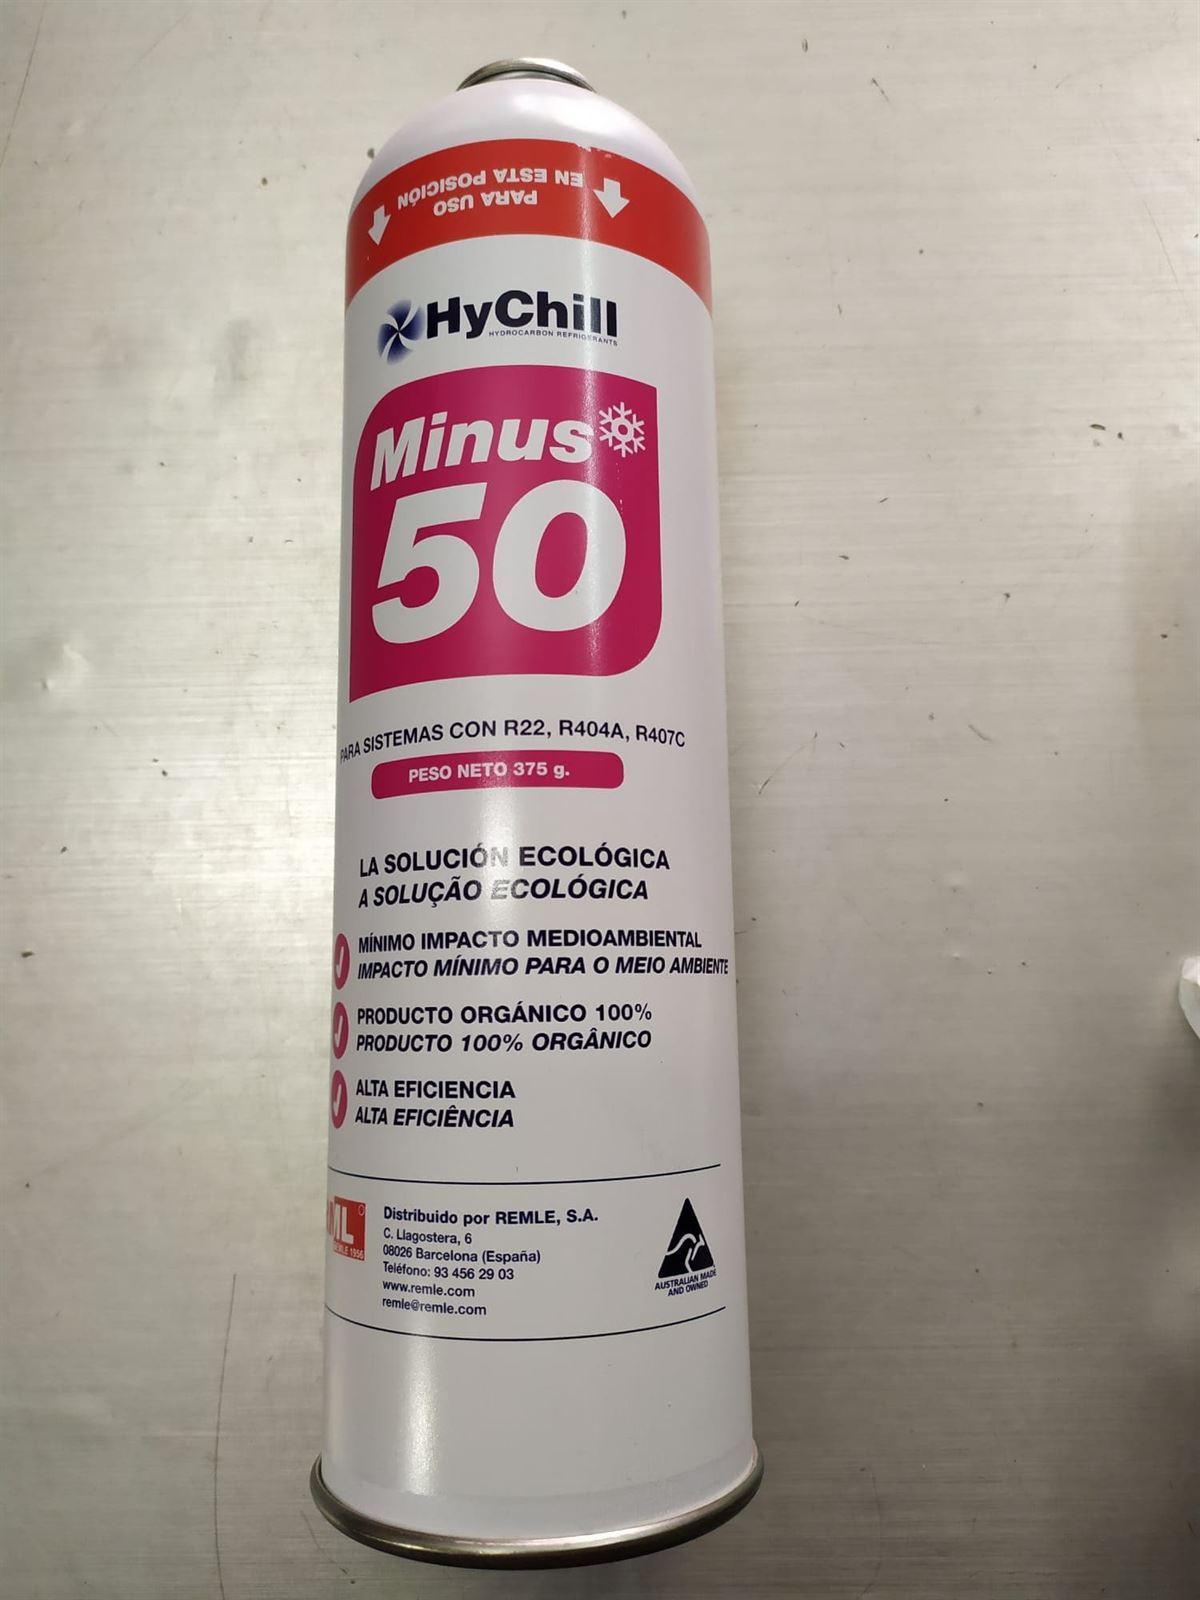 PARA USO
EN ESTA POSICIÓN
HyChill
HYDROCARBON REFRIGERANTS
Minus
50
PARA SISTEMAS CON R22, R404A, R407C
PESO NETO 375 g.
LA SOLUCIÓN ECOLÓGICA
A SOLUÇÃO ECOLÓGICA
MÍNIMO IMPACTO MEDIOAMBIENTAL
IMPACTO MÍNIMO PARA O MEIO AMBIENTE
PRODUCTO ORGÁNICO 100%
PRODUCTO 100% ORGÂNICO
ALTA EFICIENCIA
ALTA EFICIÊNCIA
ML
REMLE 1956
Distribuido por REMLE, S.A.
C. Llagostera, 6
08026 Barcelona (España)
Teléfono: 93 456 29 03
www.remle.com
remle@remle.com
AUSTRALIAN MADE
AND OWNED